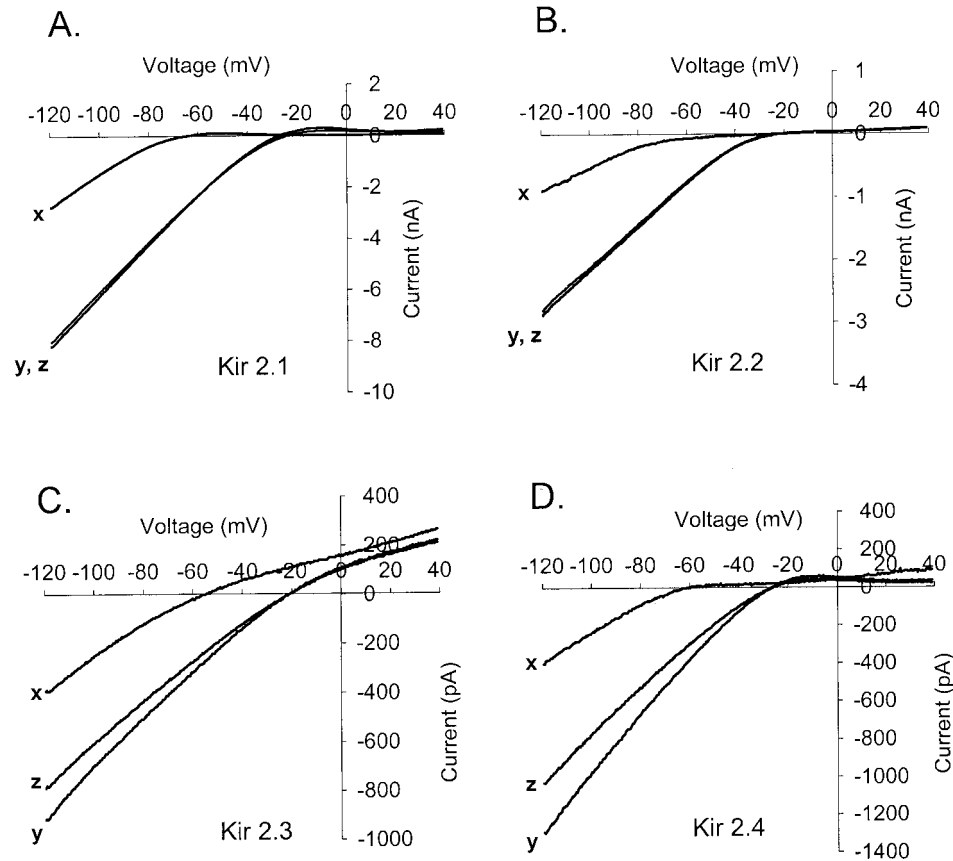 A.
Voltage (mV)
2
-120 -100 -80 -60 -40 -20 0 20 40
0
-2
-4
-6
-8
-10
Current (nA)
x
y, z
Kir 2.1
B.
Voltage (mV)
1
-120 -100 -80 -60 -40 -20 0 20 40
0
-1
-2
-3
-4
Current (nA)
x
y, z
Kir 2.2
C.
Voltage (mV)
400
200
-120 -100 -80 -60 -40 -20 0 20 40
0
-200
-400
-600
-800
-1000
Current (pA)
x
z
y
Kir 2.3
D.
Voltage (mV)
400
200
-120 -100 -80 -60 -40 -20 0 20 40
0
-200
-400
-600
-800
-1000
-1200
-1400
Current (pA)
x
z
y
Kir 2.4